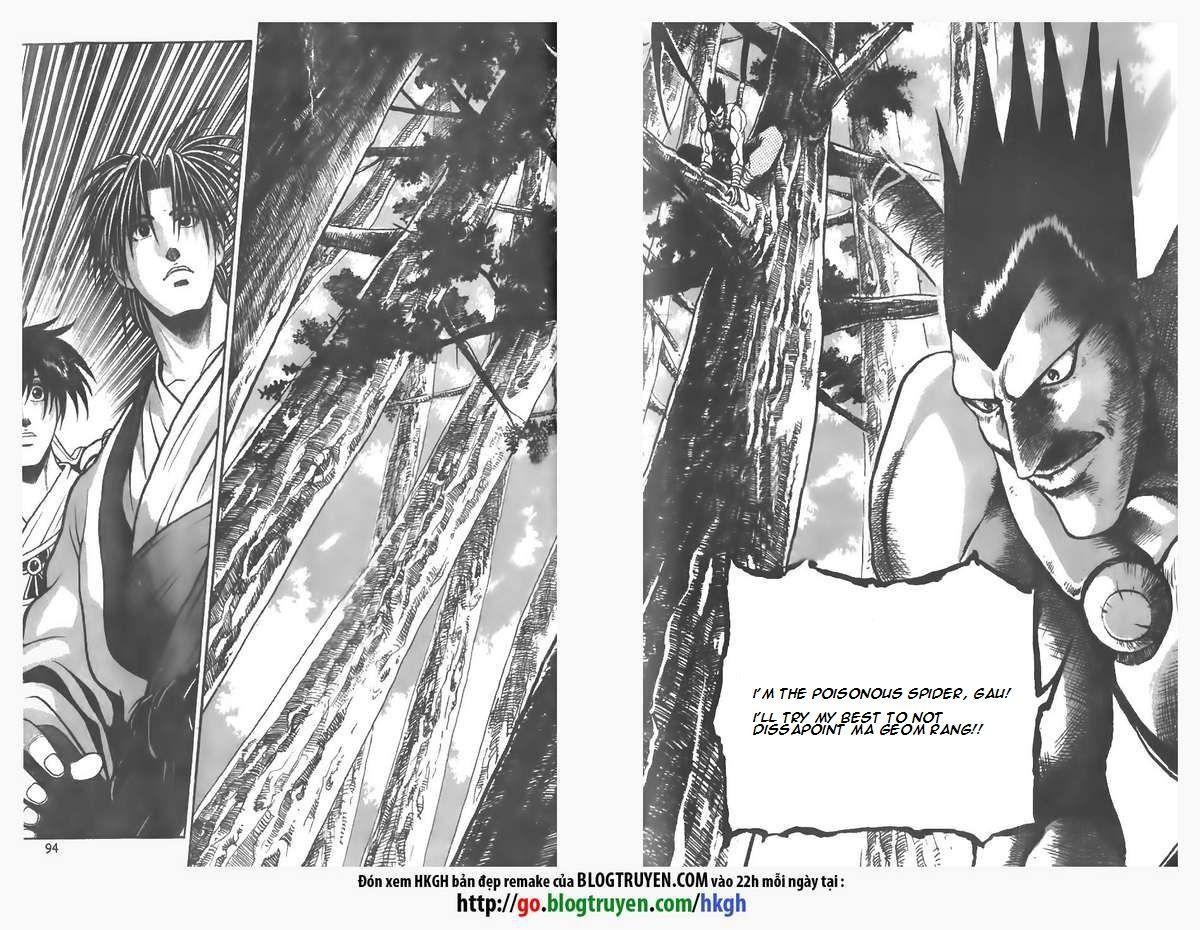 I'M THE POISONOUS SPIDER, GAU!
I'LL TRY MY BEST TO NOT
DISSAPOINT MA GEOM RANG!!
94
Đón xem HKGH bản đẹp remake của BLOGTRUYEN.COM vào 22h mỗi ngày tại :
http://go.blogtruyen.com/hkgh